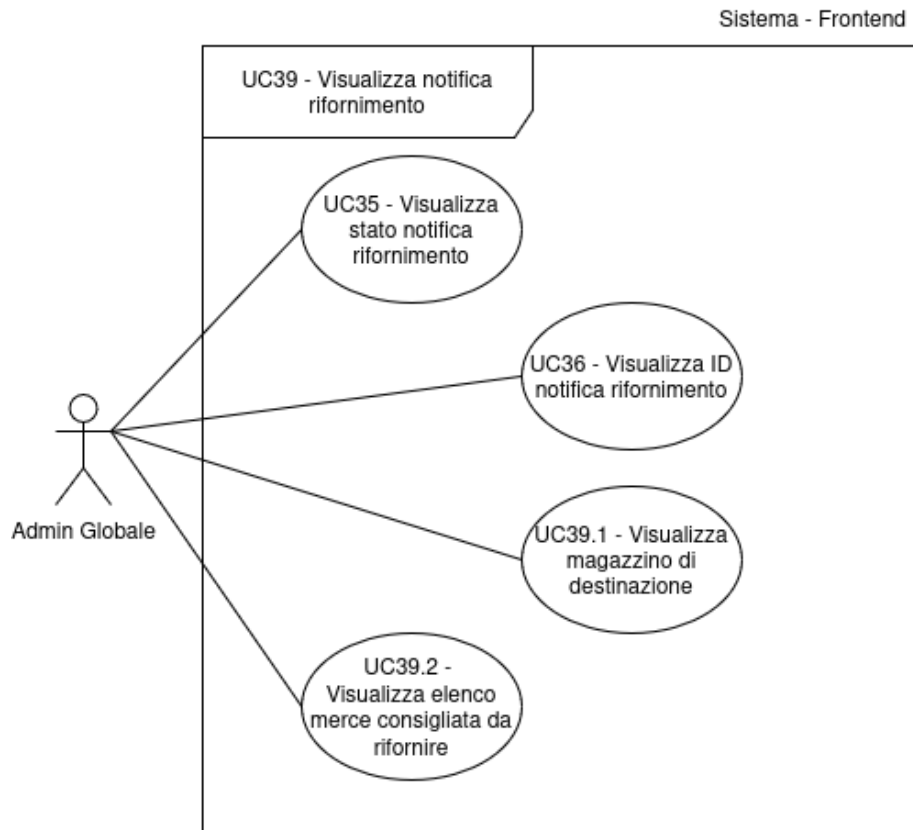 Sistema - Frontend
UC39 - Visualizza notifica
rifornimento
UC35 - Visualizza
stato notifica
rifornimento
UC36 - Visualizza ID
notifica rifornimento
Admin Globale
UC39.1 - Visualizza
magazzino di
destinazione
UC39.2 -
Visualizza elenco
merce consigliata da
rifornire